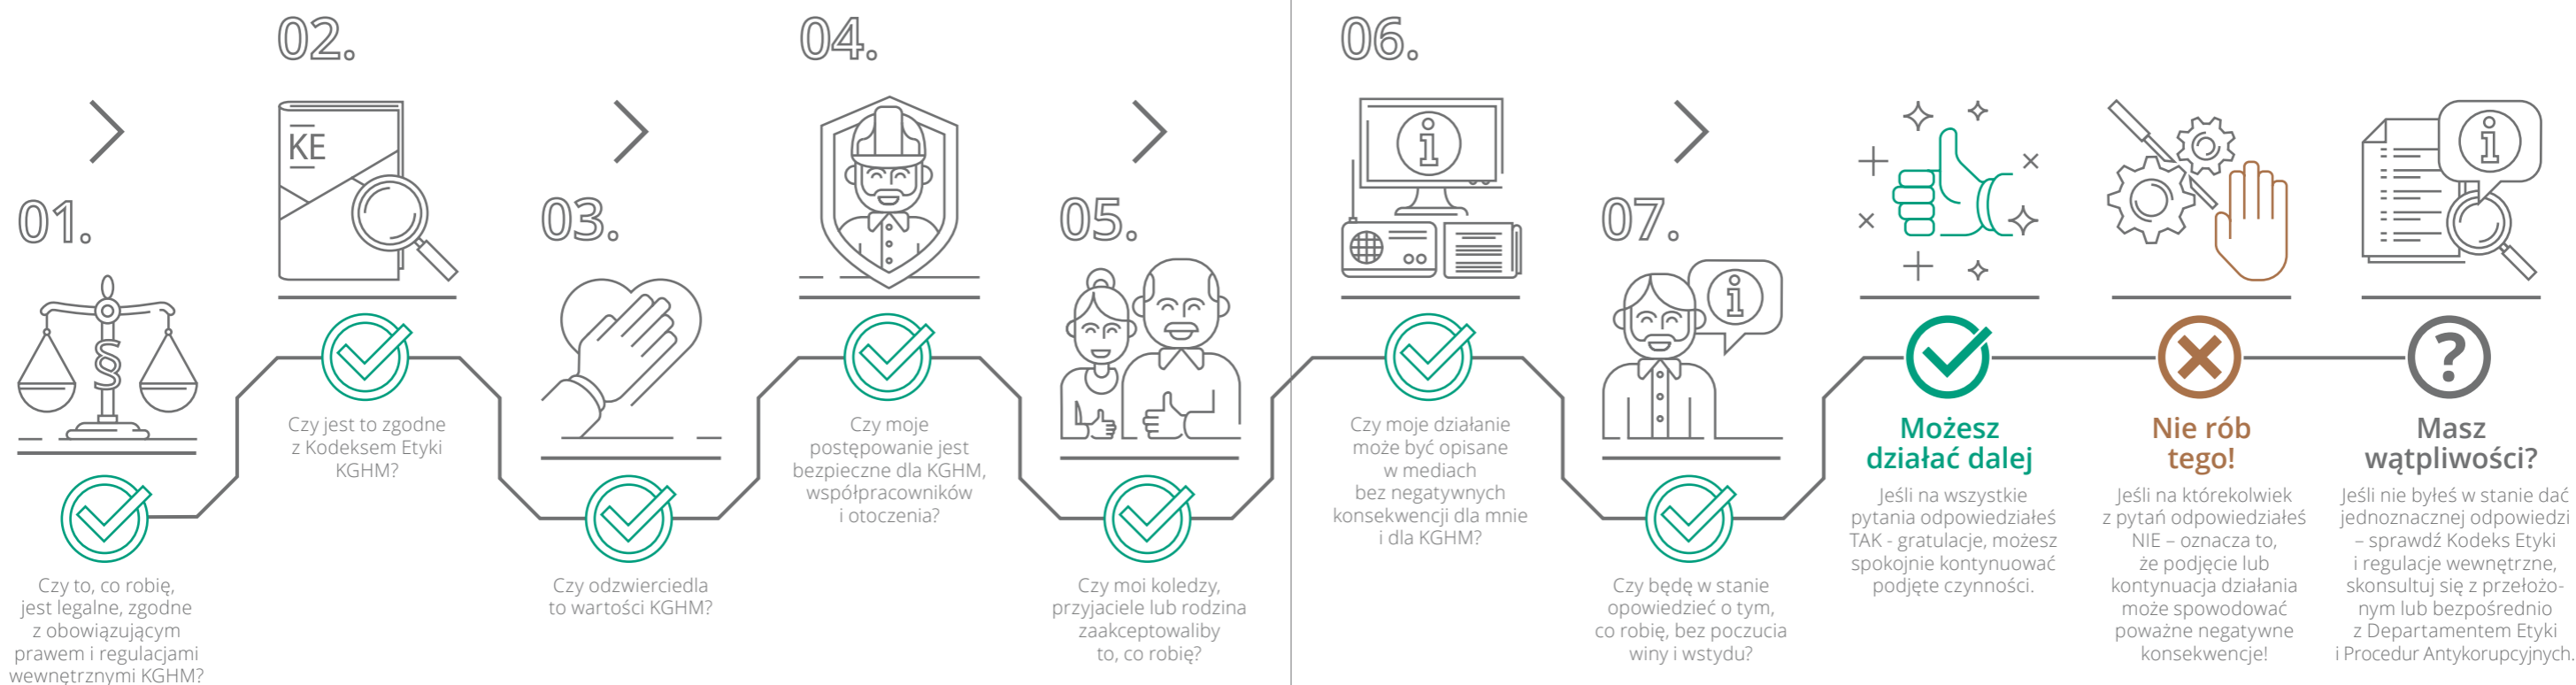 01.
Czy to, co robię,
jest legalne, zgodne
z obowiązującym
prawem i regulacjami
wewnętrznymi KGHM?
02.
KE
Czy jest to zgodne
z Kodeksem Etyki
KGHM?
03.
Czy odzwierciedla
to wartości KGHM?
04.
Czy moje
postępowanie jest
bezpieczne dla KGHM,
współpracowników
i otoczenia?
05.
Czy moi koledzy,
przyjaciele lub rodzina
zaakceptowaliby
to, co robię?
06.
Czy moje działanie
może być opisane
w mediach
bez negatywnych
konsekwencji dla mnie
i dla KGHM?
07.
Czy będę w stanie
opowiedzieć o tym,
co robię, bez poczucia
winy i wstydu?
Możesz
działać dalej
Jeśli na wszystkie
pytania odpowiedziałeś
TAK - gratulacje, możesz
spokojnie kontynuować
podjęte czynności.
Nie rób
tego!
Jeśli na którekolwiek
z pytań odpowiedziałeś
NIE – oznacza to,
że podjęcie lub
kontynuacja działania
może spowodować
poważne negatywne
konsekwencje!
?
Masz
wątpliwości?
Jeśli nie byłeś w stanie dać
jednoznacznej odpowiedzi
– sprawdź Kodeks Etyki
i regulacje wewnętrzne,
skonsultuj się z przełożo-
nym lub bezpośrednio
z Departamentem Etyki
i Procedur Antykorupcyjnych.